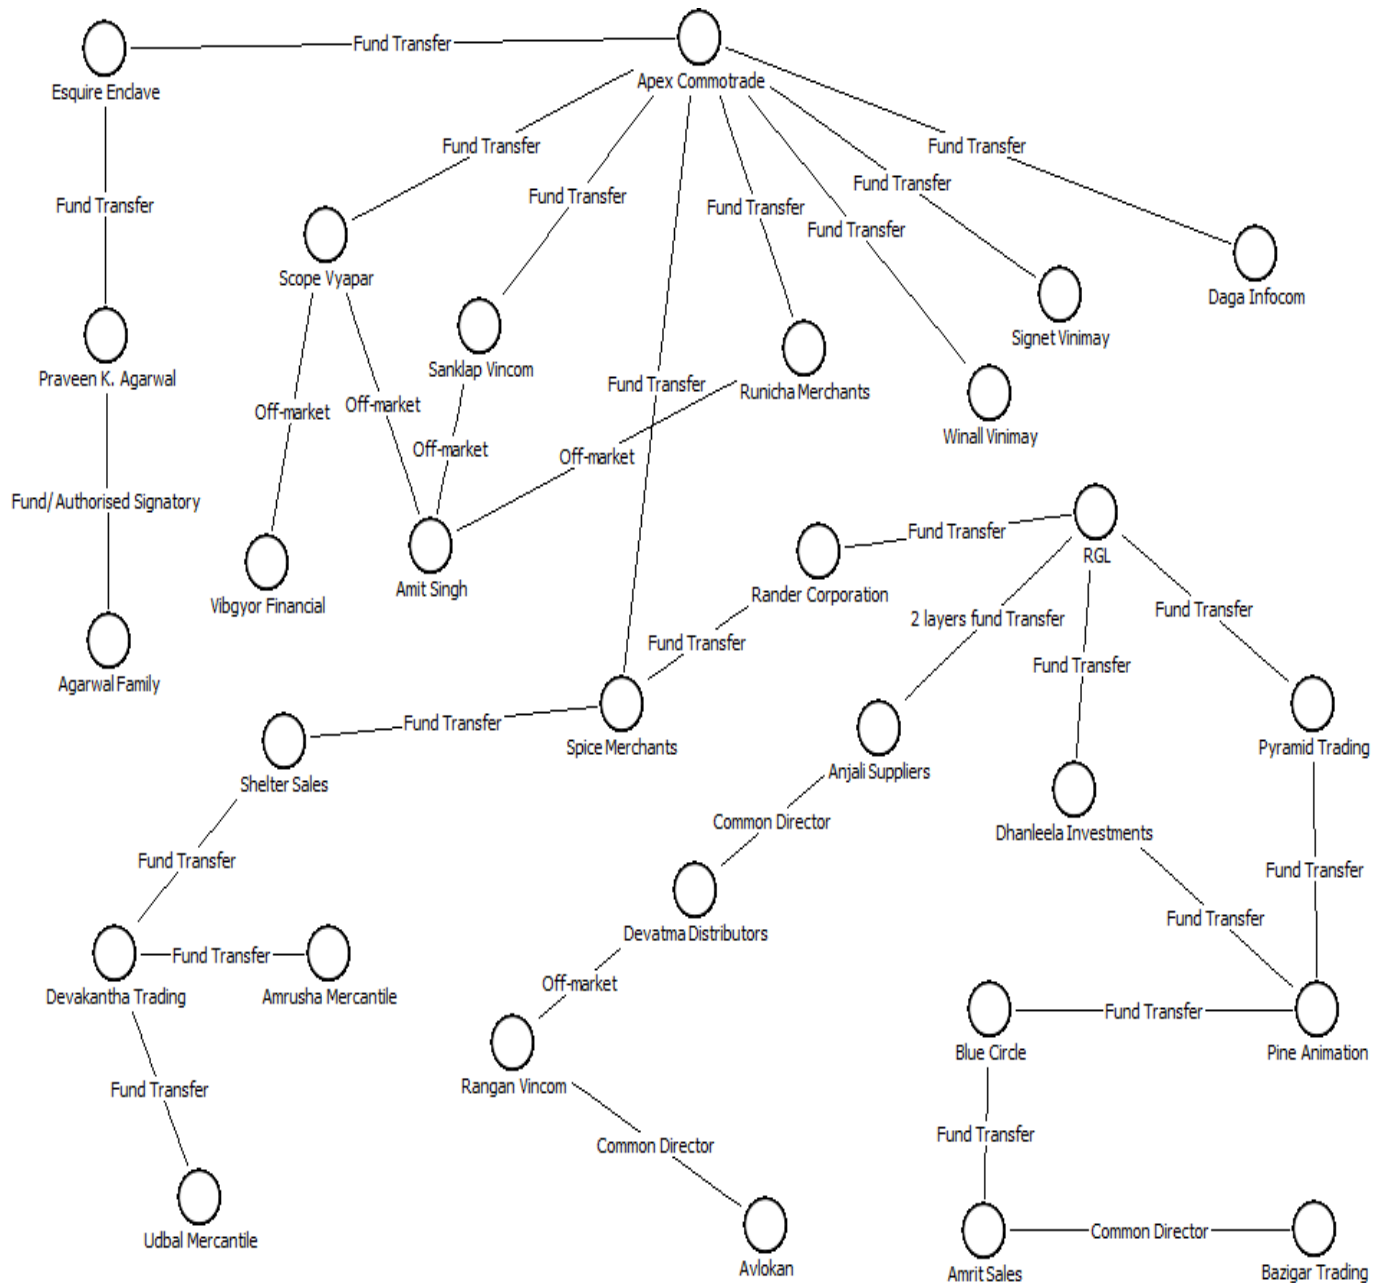 Fund Transfer
Apex Commotrade
Esquire Enclave
Fund Transfer
Fund Transfer
Fund Transfer
Fund Transfer
Fund Transfer
Fund Transfer
Fund Transfer
Fund Transfer
Scope Vyapar
Daga Infocom
Signet Vinimay
Sanklap Vincom
Praveen K. Agarwal
Fund Transfer
Runicha Merchants
Off-market
Off-market
Winall Vinimay
Off-market
Off-market
Fund/Authorised Signatory
Fund Transfer
RGL
Amit Singh
Rander Corporation
Vibgyor Financial
Fund Transfer
2 layers fund Transfer
Fund Transfer
Fund Transfer
Agarwal Family
Fund Transfer
Spice Merchants
Pyramid Trading
Anjali Suppliers
Shelter Sales
Common Director
Dhanleela Investments
Fund Transfer
Fund Transfer
Fund Transfer
Devatma Distributors
Fund Transfer
Off-market
Devakantha Trading
Amrusha Mercantile
Fund Transfer
Blue Circle
Pine Animation
Rangan Vincom
Fund Transfer
Fund Transfer
Common Director
Common Director
Udbal Mercantile
Avlokan
Amrit Sales
Bazigar Trading